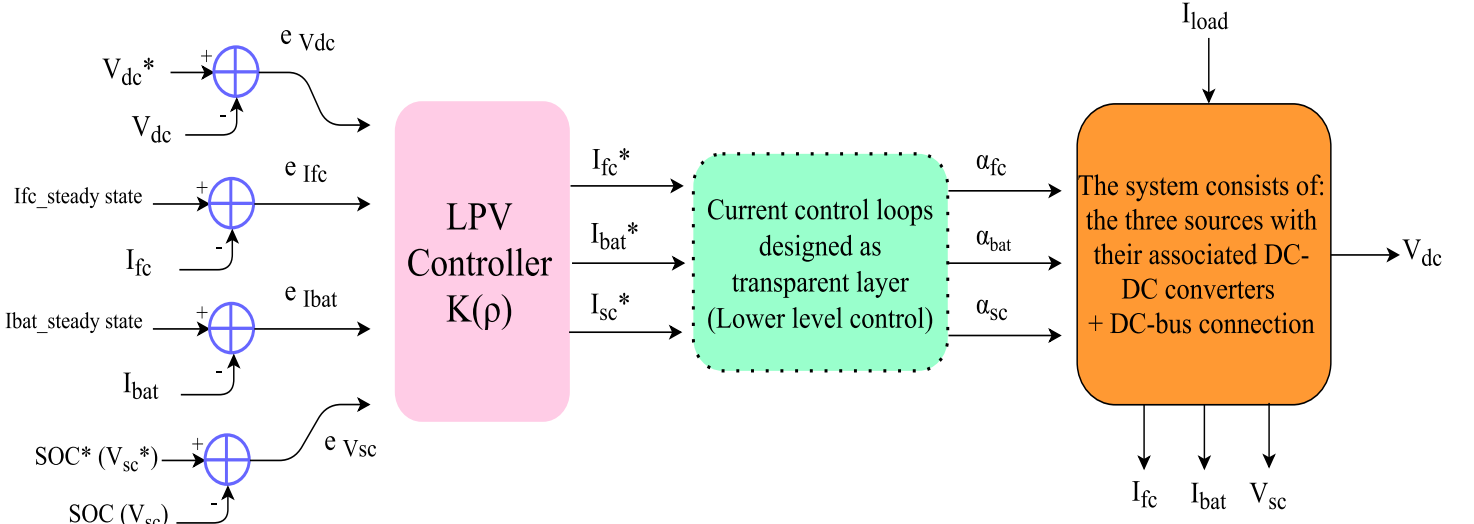 e Vdc
+
Vdc*
-
Vdc
e Ifc
+
Ifc_steady state
-
Ifc
e Ibat
+
Ibat_steady state
-
Ibat
+
e Vsc
SOC* (Vsc*)
-
SOC (Vsc)
LPV
Controller
K(ρ)
Ifc*
Ibat*
Isc*
Current control loops
designed as
transparent layer
(Lower level control)
αfc
αbat
αsc
Iload
The system consists of:
the three sources with
their associated DC-
DC converters
+ DC-bus connection
Vdc
Ifc
Ibat
Vsc